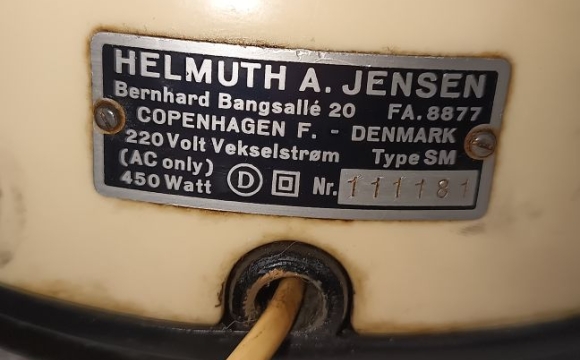 HELMUTH A. JENSEN
Bernhard Bangsallé 20 FA. 8877
COPENHAGEN F. - DENMARK
220 Volt Vekselstrøm Type SM
(AC only)
450 Watt D Nr. 111181